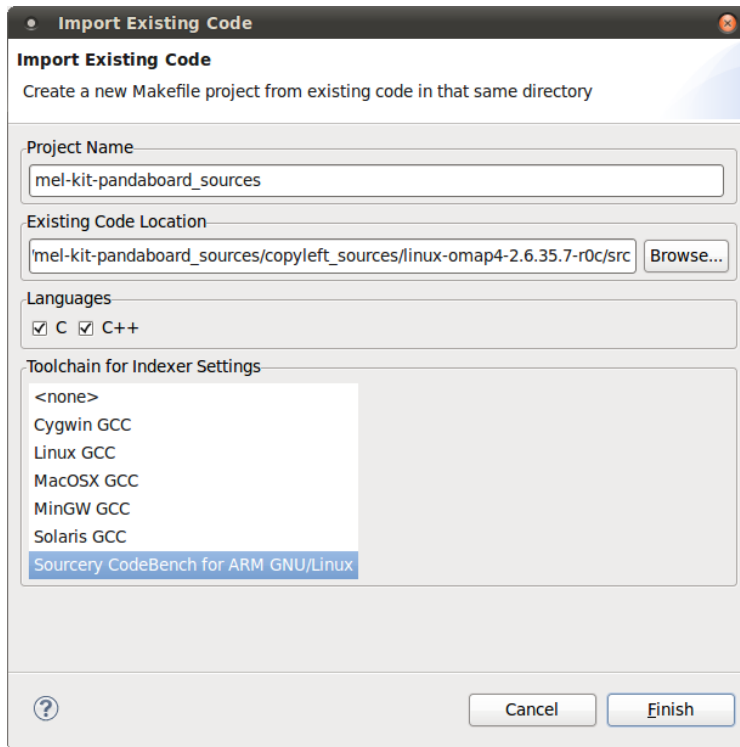 Import Existing Code
Import Existing Code
Create a new Makefile project from existing code in that same directory
Project Name
mel-kit-pandaboard_sources
Existing Code Location
/mel-kit-pandaboard_sources/copyleft_sources/linux-omap4-2.6.35.7-r0c/src Browse...
Languages
C C++
Toolchain for Indexer Settings
<none>
Cygwin GCC
Linux GCC
MacOSX GCC
MinGW GCC
Solaris GCC
Sourcery CodeBench for ARM GNU/Linux
? Cancel Finish